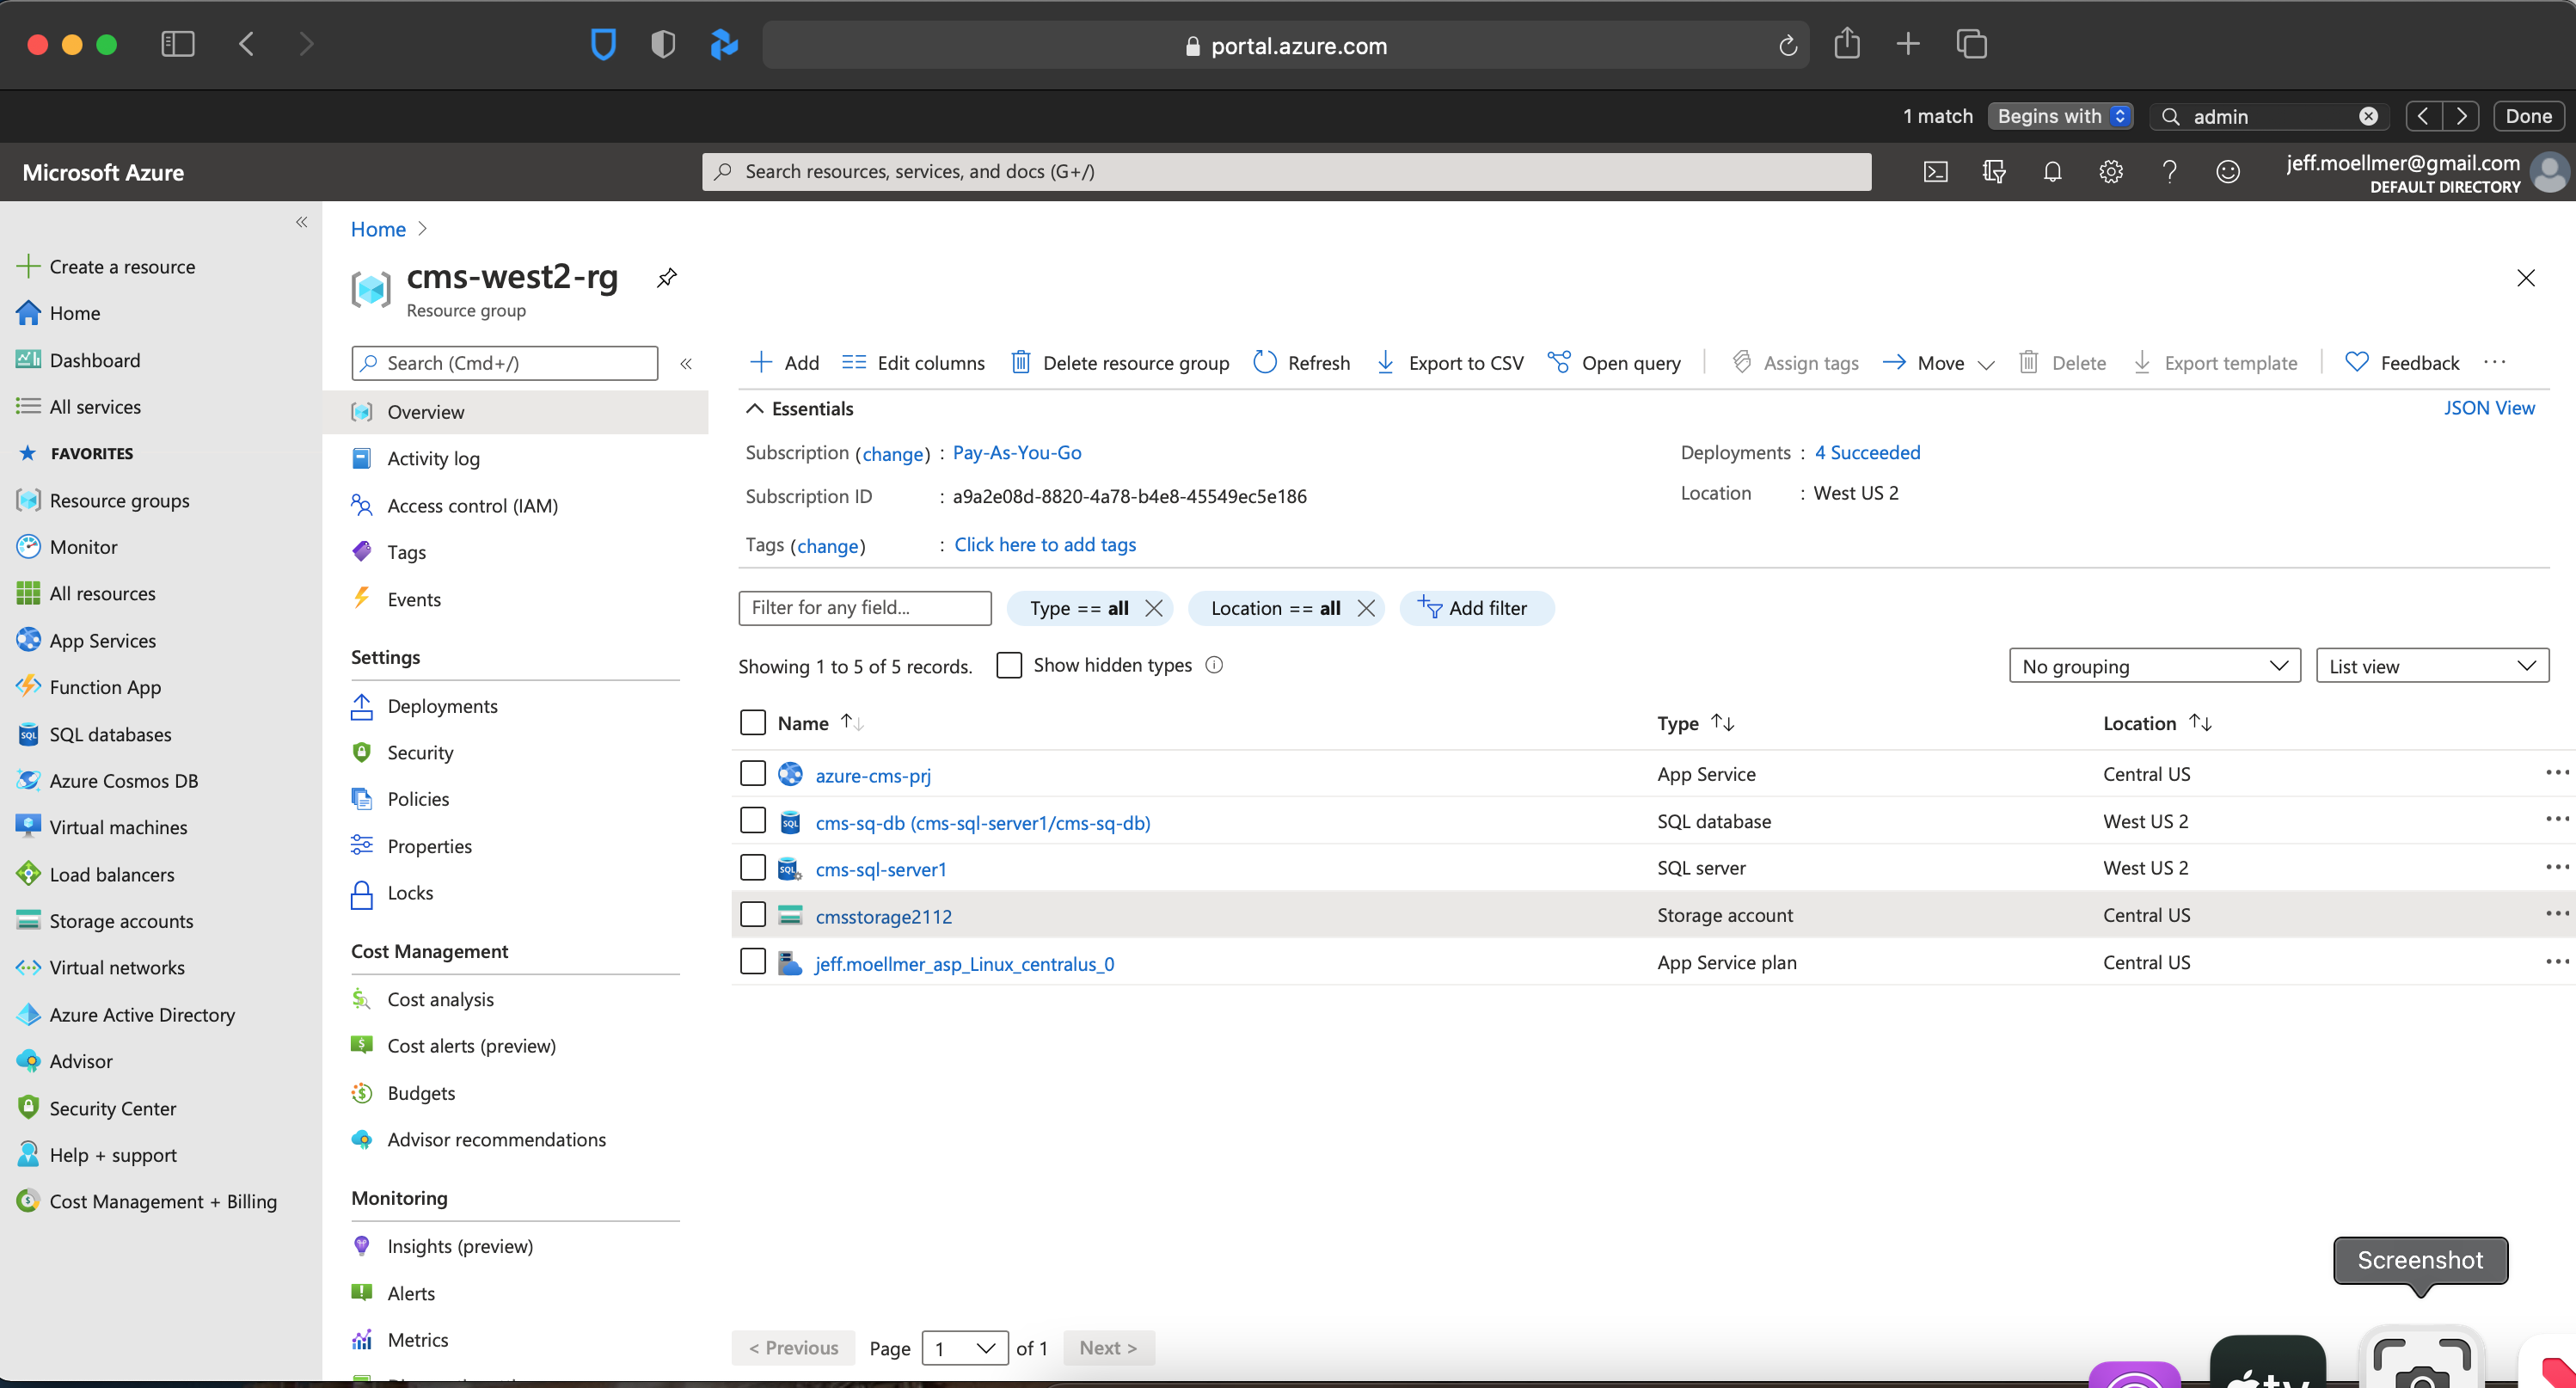 portal.azure.com
1 match Begins with admin Done
Microsoft Azure
Search resources, services, and docs (G+/)
jeff.moellmer@gmail.com
DEFAULT DIRECTORY
Create a resource
Home
Dashboard
All services
FAVORITES
Resource groups
Monitor
All resources
App Services
Function App
SQL databases
Azure Cosmos DB
Virtual machines
Load balancers
Storage accounts
Virtual networks
Azure Active Directory
Advisor
Security Center
Help + support
Cost Management + Billing
Home
cms-west2-rg
Resource group
Search (Cmd+/)
Overview
Activity log
Access control (IAM)
Tags
Events
Settings
Deployments
Security
Policies
Properties
Locks
Cost Management
Cost analysis
Cost alerts (preview)
Budgets
Advisor recommendations
Monitoring
Insights (preview)
Alerts
Metrics
Add Edit columns Delete resource group Refresh Export to CSV Open query Assign tags Move Delete Export template Feedback
Essentials JSON View
Subscription (change) : Pay-As-You-Go
Deployments : 4 Succeeded
Subscription ID : a9a2e08d-8820-4a78-b4e8-45549ec5e186
Location : West US 2
Tags (change) : Click here to add tags
Filter for any field... Type == all Location == all Add filter
Showing 1 to 5 of 5 records. Show hidden types No grouping List view
Name Type Location
azure-cms-prj App Service Central US
cms-sq-db (cms-sql-server1/cms-sq-db) SQL database West US 2
cms-sql-server1 SQL server West US 2
cmsstorage2112 Storage account Central US
jeff.moellmer_asp_Linux_centralus_0 App Service plan Central US
Screenshot
< Previous Page 1 of 1 Next >